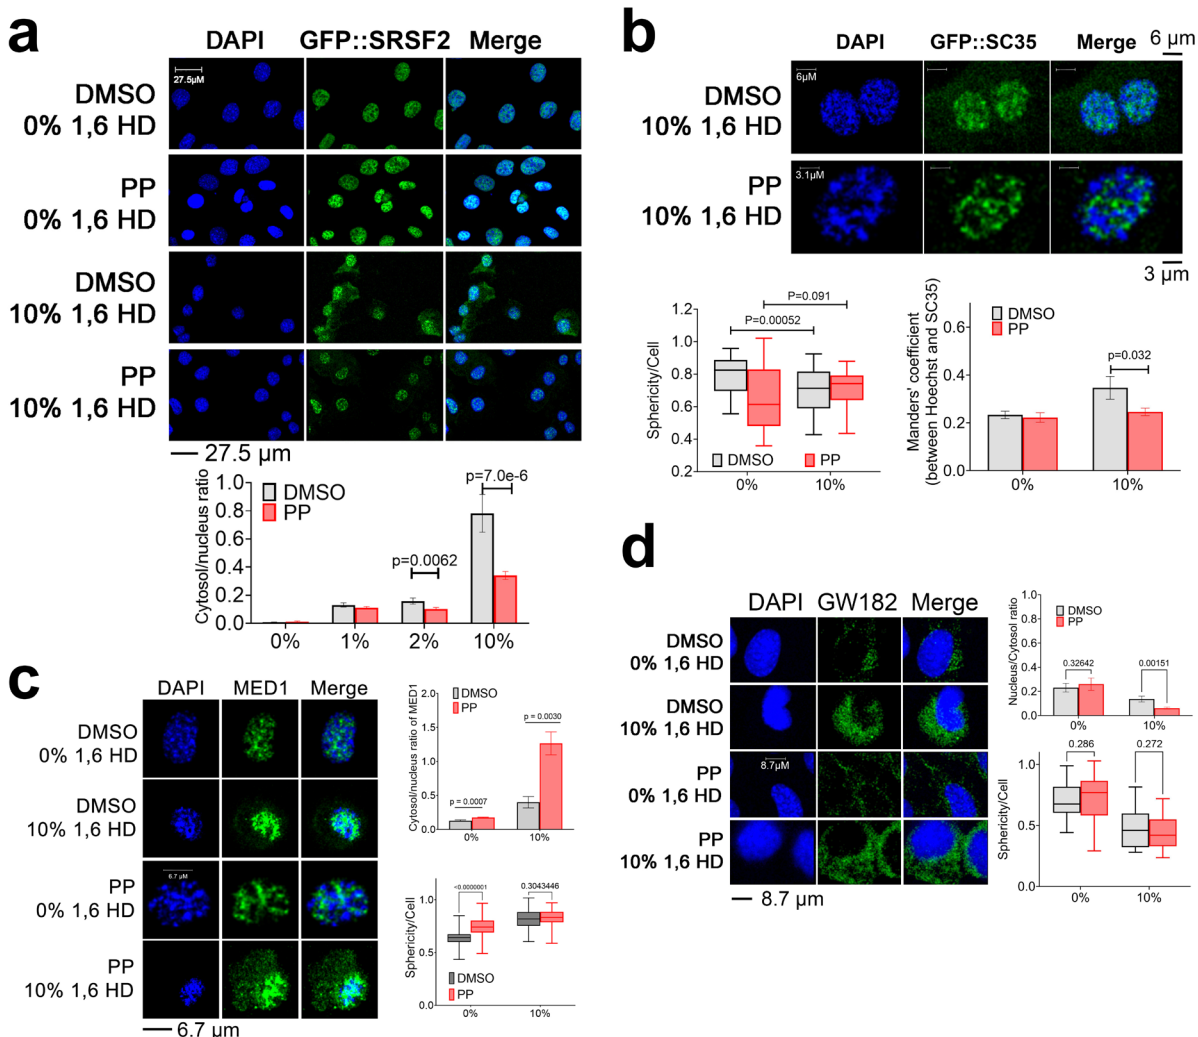 a
DAPI GFP::SRSF2 Merge
27.5μM
DMSO
0% 1,6 HD
PP
0% 1,6 HD
DMSO
10% 1,6 HD
PP
10% 1,6 HD
27.5 μm
Cytosol/nucleus ratio
1.0
0.8
0.6
0.4
0.2
0.0
DMSO
PP
p=0.0062
p=7.0e-6
0% 1% 2% 10%
b
DAPI GFP::SC35 Merge
6 μm
6μM
DMSO
10% 1,6 HD
3.1μM
PP
10% 1,6 HD
3 μm
Sphericity/Cell
1.2
1.0
0.8
0.6
0.4
0.2
P=0.091
P=0.00052
DMSO PP
0% 10%
Manders' coefficient
(between Hoechst and SC35)
0.6
0.4
0.2
0.0
DMSO
PP
p=0.032
0% 10%
c
DAPI MED1 Merge
DMSO
0% 1,6 HD
DMSO
10% 1,6 HD
6.7 μm
PP
0% 1,6 HD
PP
10% 1,6 HD
6.7 μm
Cytosol/nucleus ratio of MED1
2.0
1.5
1.0
0.5
0.0
DMSO
PP
p = 0.0007
p = 0.0030
0% 10%
Sphericity/Cell
1.0
0.5
0.0
<0.0000001
0.3043446
DMSO
PP
0% 10%
d
DAPI GW182 Merge
DMSO
0% 1,6 HD
DMSO
10% 1,6 HD
8.7μM
PP
0% 1,6 HD
PP
10% 1,6 HD
8.7 μm
Nucleus/Cytosol ratio
1.0
0.8
0.6
0.4
0.2
0.0
DMSO
PP
0.32642
0.00151
0% 10%
Sphericity/Cell
1.0
0.5
0.0
0.286
0.272
0% 10%